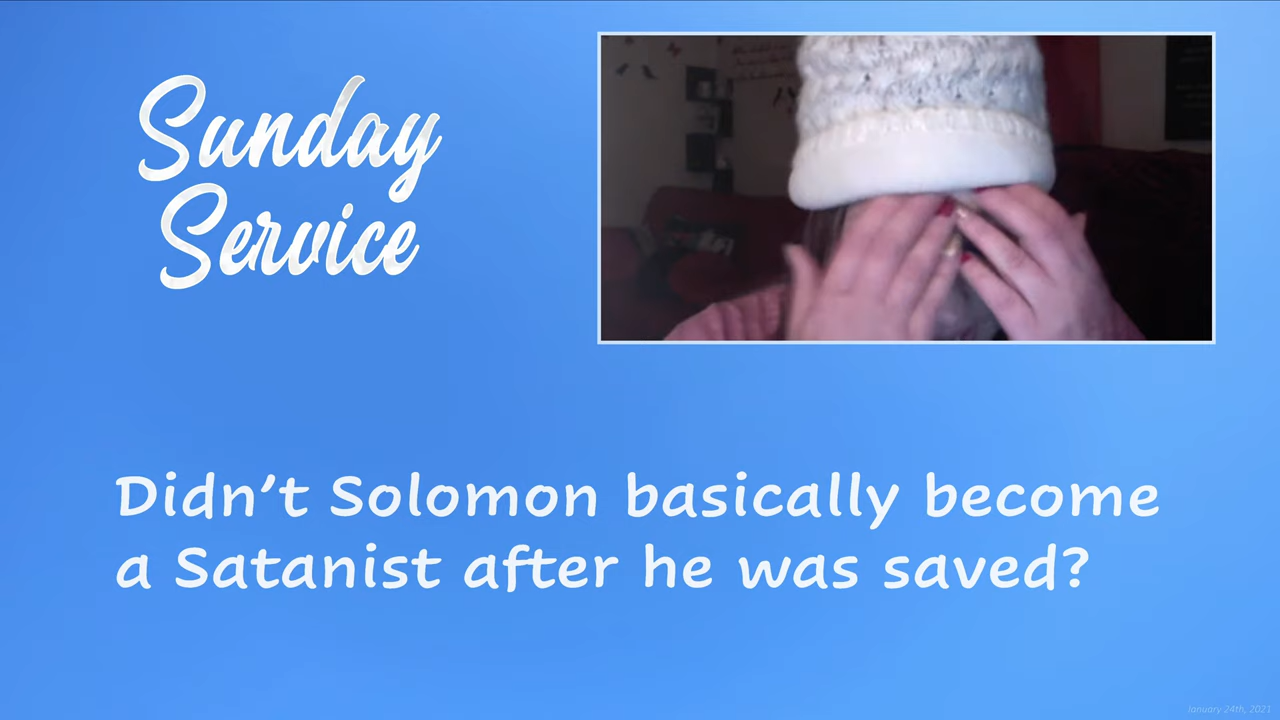 Sunday
Service
Didn't Solomon basically become
a Satanist after he was saved?
January 24th, 2021